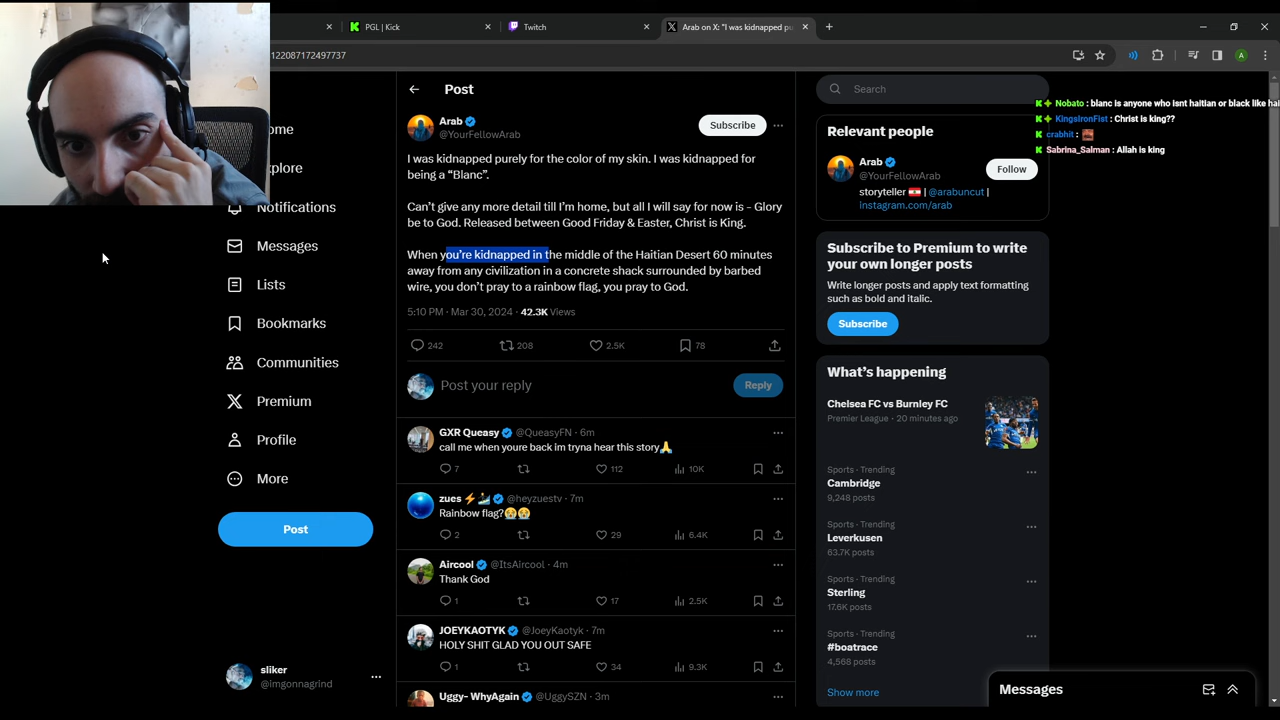 PGL | Kick
Twitch
Arab on X: "I was kidnapped pu
122087172497737
A
ome
xplore
Notifications
Messages
Lists
Bookmarks
Communities
Premium
Profile
More
Post
sliker
@imgonnagrind
Post
Arab
@YourFellowArab
Subscribe
I was kidnapped purely for the color of my skin. I was kidnapped for
being a “Blanc”.
Can’t give any more detail till I’m home, but all I will say for now is - Glory
be to God. Released between Good Friday & Easter, Christ is King.
When you’re kidnapped in the middle of the Haitian Desert 60 minutes
away from any civilization in a concrete shack surrounded by barbed
wire, you don’t pray to a rainbow flag, you pray to God.
5:10 PM · Mar 30, 2024 · 42.3K Views
242 208 2.5K 78
Post your reply
Reply
GXR Queasy @QueasyFN · 6m
call me when youre back im tryna hear this story🙏
7 112 10K
zues ⚡ @heyzuestv · 7m
Rainbow flag?😭😭
2 29 6.4K
Aircool @ItsAircool · 4m
Thank God
1 17 2.5K
JOEYKAOTYK @JoeyKaotyk · 7m
HOLY SHIT GLAD YOU OUT SAFE
1 34 9.3K
Uggy- WhyAgain @UggySZN · 3m
Search
Nobato : blanc is anyone who isnt haitian or black like hai
KingsIronFist : Christ is king??
crabhit :
Sabrina_Salman : Allah is king
Relevant people
Arab
@YourFellowArab
Follow
storyteller 🇱🇧 | @arabuncut |
instagram.com/arab
Subscribe to Premium to write
your own longer posts
Write longer posts and apply text formatting
such as bold and italic.
Subscribe
What’s happening
Chelsea FC vs Burnley FC
Premier League · 20 minutes ago
Sports · Trending
Cambridge
9,248 posts
Sports · Trending
Leverkusen
63.7K posts
Sports · Trending
Sterling
17.6K posts
Sports · Trending
#boatrace
4,568 posts
Show more
Messages